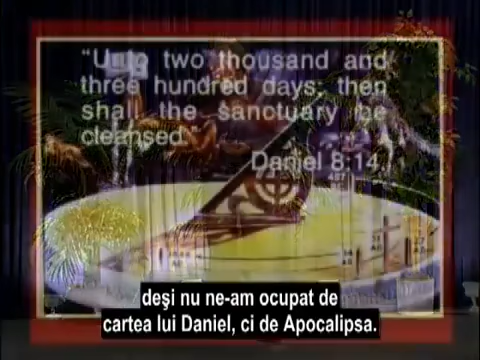 “Unto two thousand and
three hundred days; then
shall the sanctuary be
cleansed.”
Daniel 8:14
deşi nu ne-am ocupat de
cartea lui Daniel, ci de Apocalipsa.